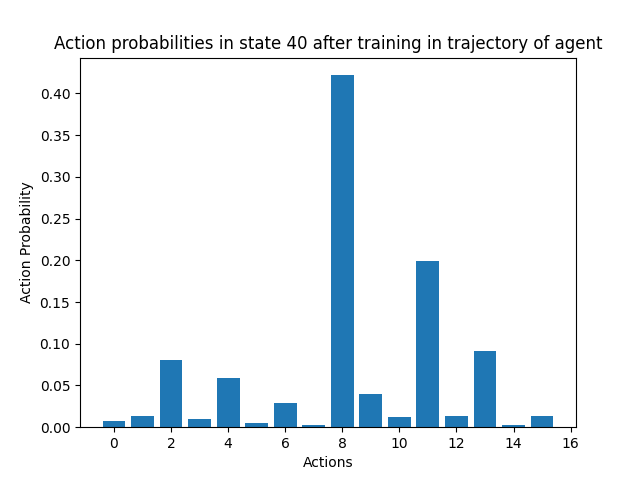 Action probabilities in state 40 after training in trajectory of agent
0.40
0.35
0.30
0.25
0.20
0.15
0.10
0.05
0.00
Action Probability
0 2 4 6 8 10 12 14 16
Actions